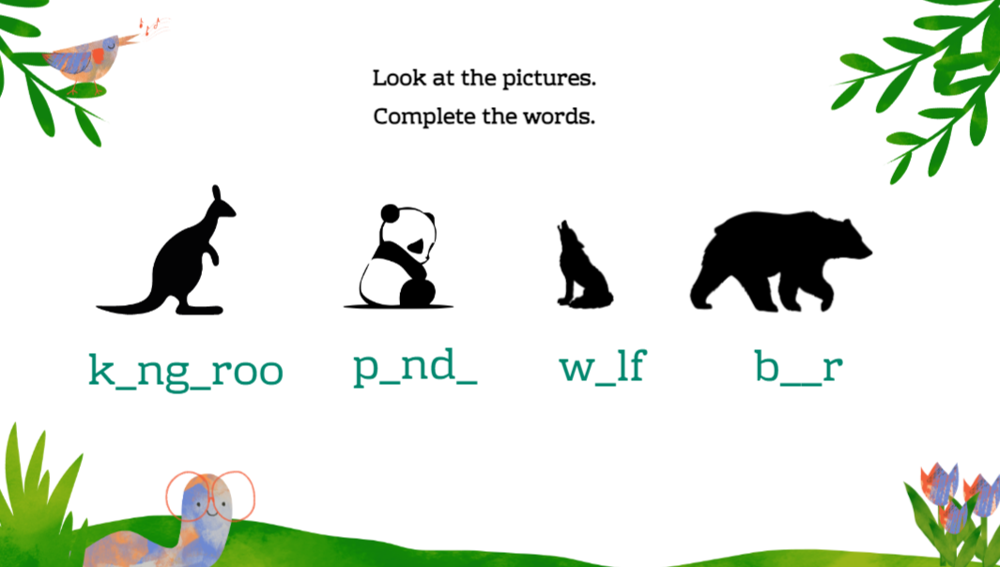 Look at the pictures.
Complete the words.
k_ng_roo p_nd_ w_lf b__r